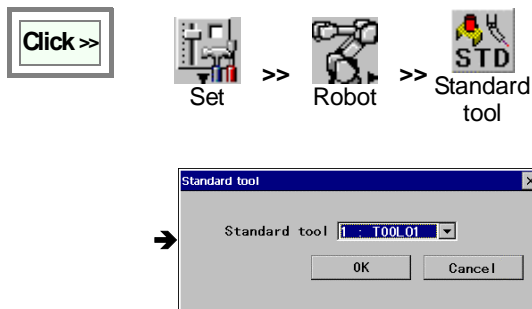 Click >>
STD
Set >> Robot >> Standard tool
➔
Standard tool
Standard tool 1 : TOOL01
OK Cancel